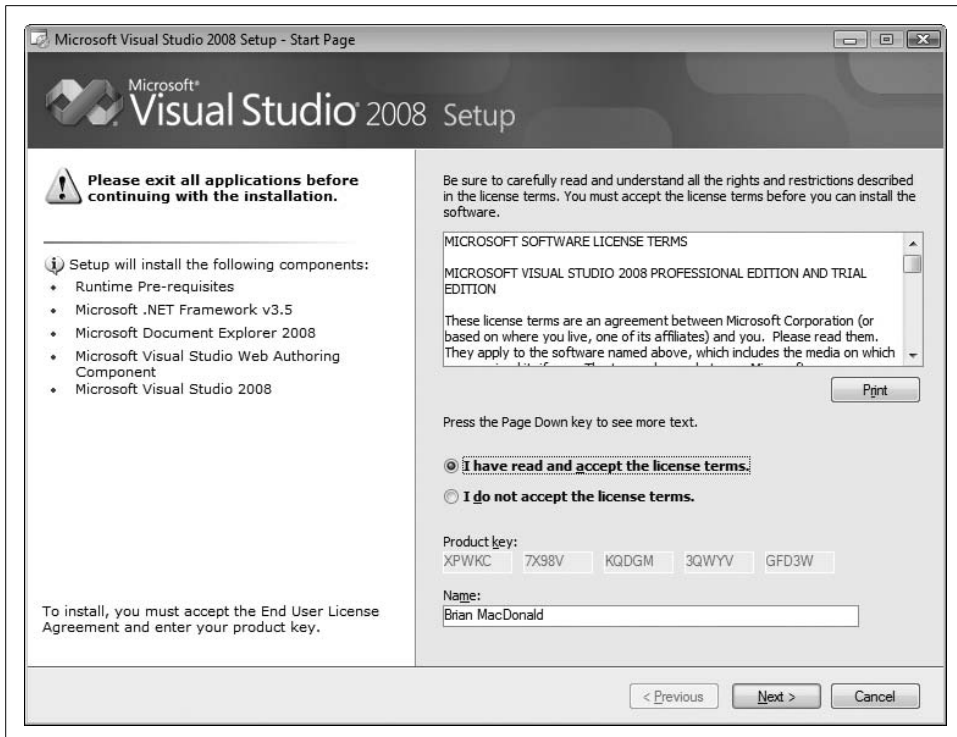 Microsoft Visual Studio 2008 Setup - Start Page
Microsoft®
Visual Studio® 2008 Setup
Please exit all applications before
continuing with the installation.
Setup will install the following components:
• Runtime Pre-requisites
• Microsoft .NET Framework v3.5
• Microsoft Document Explorer 2008
• Microsoft Visual Studio Web Authoring
Component
• Microsoft Visual Studio 2008
To install, you must accept the End User License
Agreement and enter your product key.
Be sure to carefully read and understand all the rights and restrictions described
in the license terms. You must accept the license terms before you can install the
software.
MICROSOFT SOFTWARE LICENSE TERMS
MICROSOFT VISUAL STUDIO 2008 PROFESSIONAL EDITION AND TRIAL
EDITION
These license terms are an agreement between Microsoft Corporation (or
based on where you live, one of its affiliates) and you. Please read them.
They apply to the software named above, which includes the media on which
Print
Press the Page Down key to see more text.
I have read and accept the license terms.
I do not accept the license terms.
Product key:
XPWKC 7X98V KQDGM 3QWYV GFD3W
Name:
Brian MacDonald
< Previous Next > Cancel